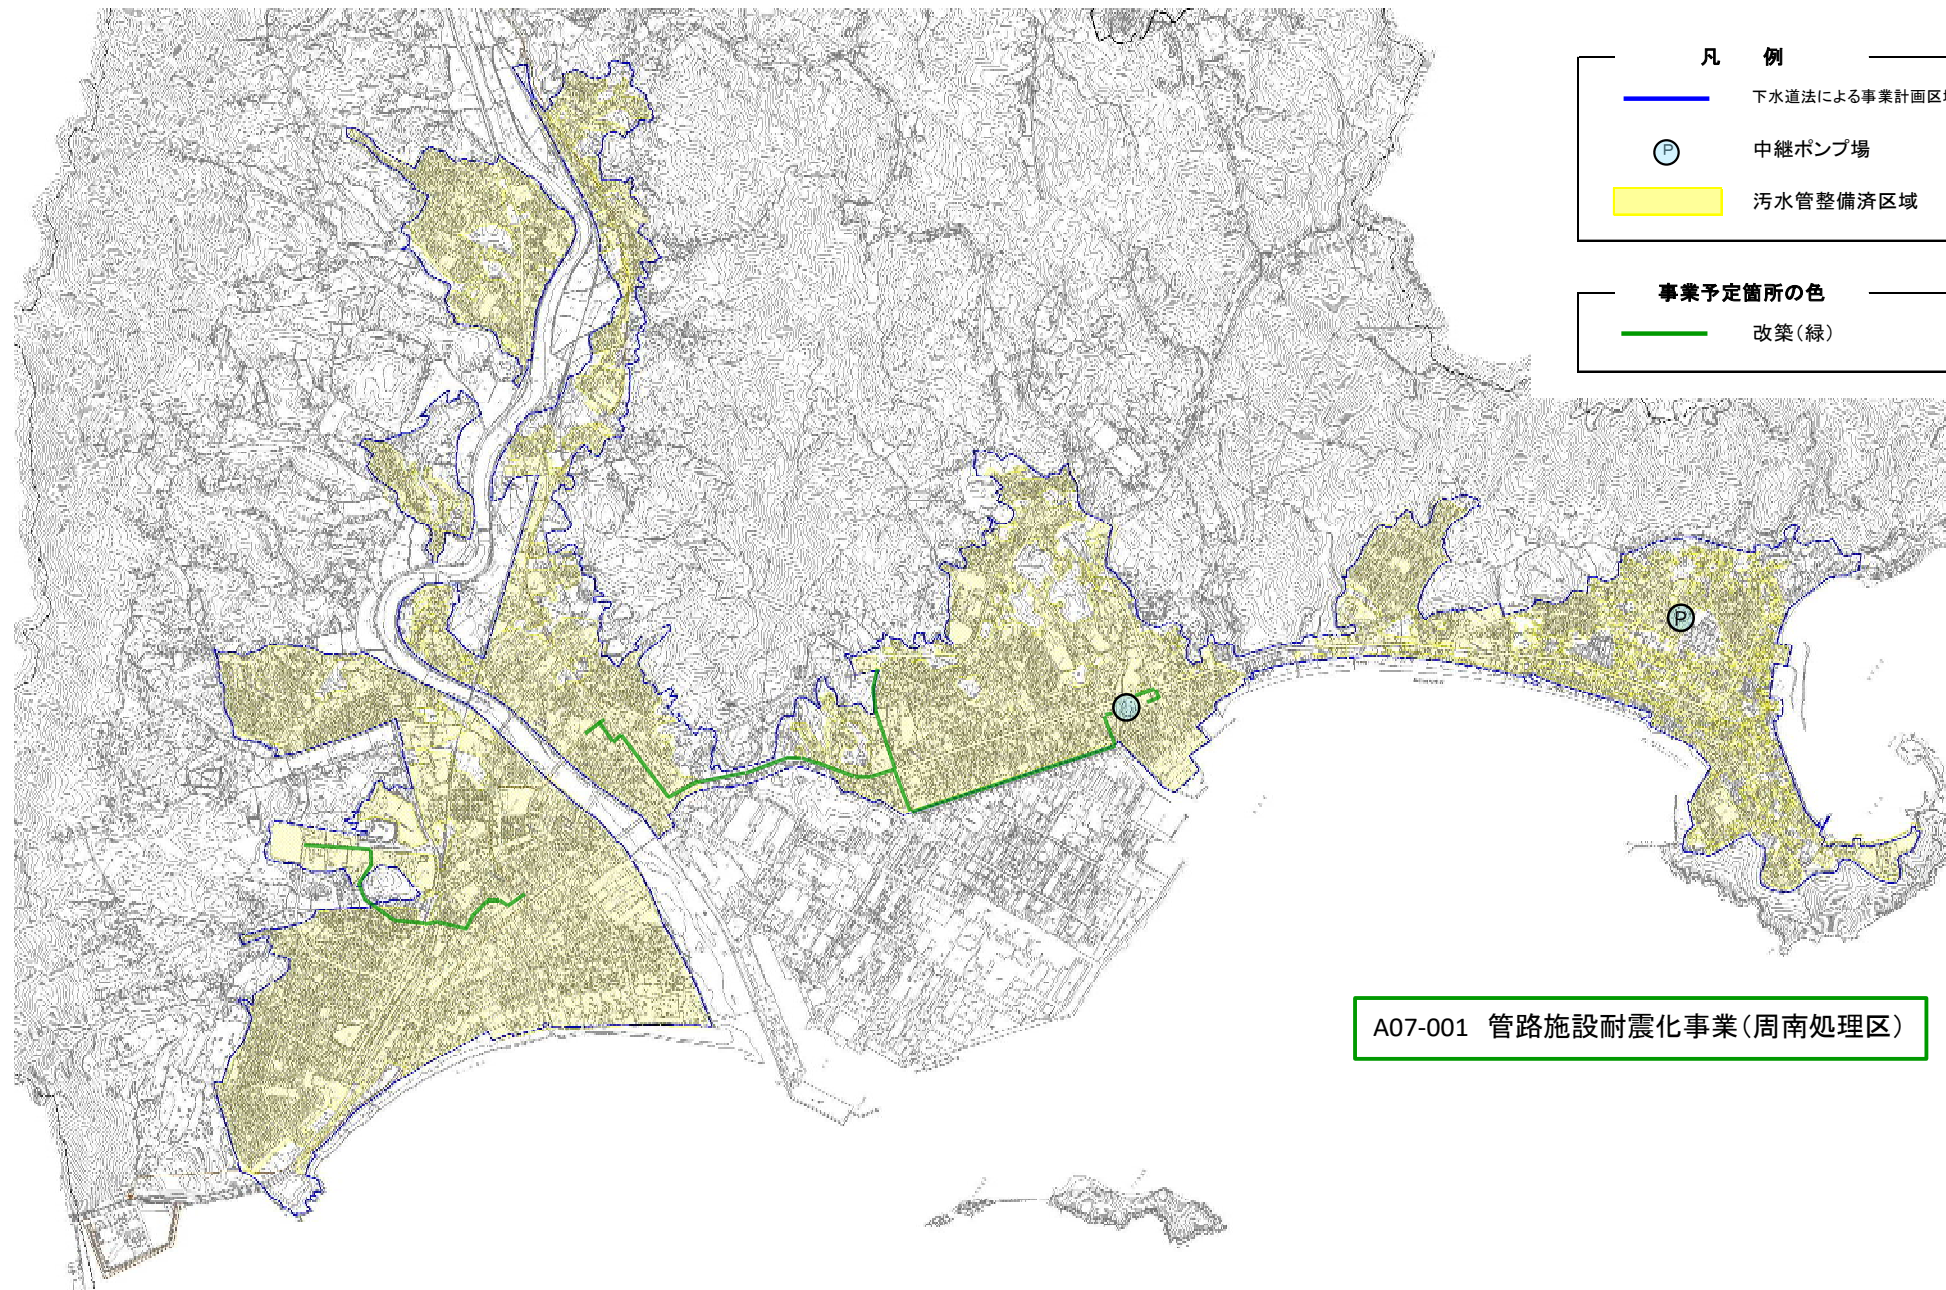 凡　例
下水道法による事業計画区
P
中継ポンプ場
汚水管整備済区域
事業予定箇所の色
改築(緑)
P
A07-001 管路施設耐震化事業(周南処理区)